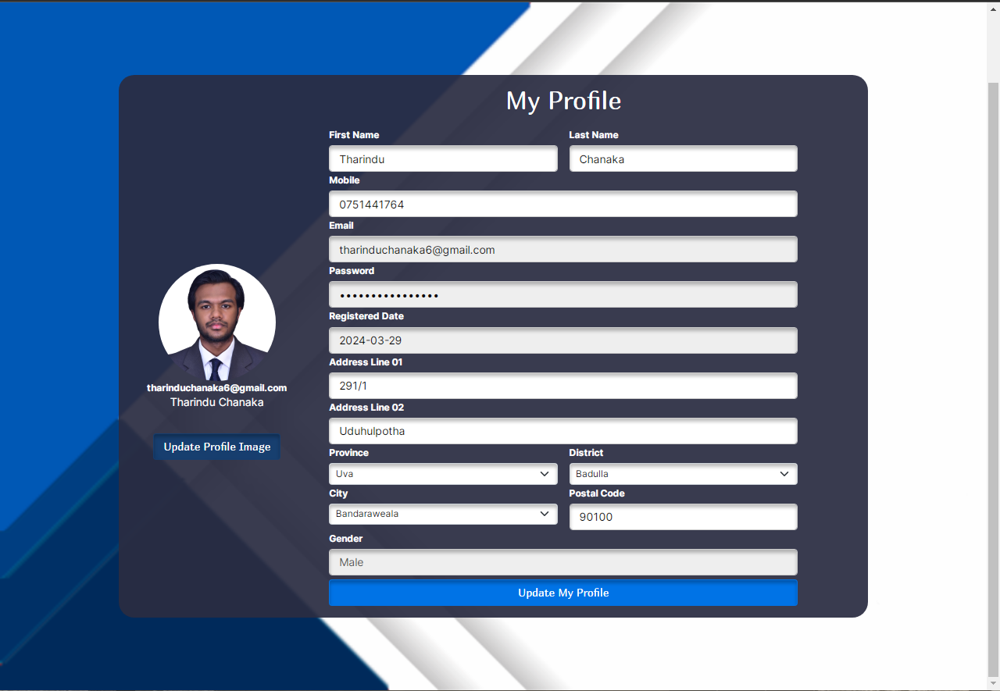 My Profile
First Name Last Name
Tharindu Chanaka
Mobile
0751441764
Email
tharinduchanaka6@gmail.com
Password
••••••••••••••••
Registered Date
2024-03-29
Address Line 01
291/1
Address Line 02
Uduhulpotha
Province District
Uva Badulla
City Postal Code
Bandaraweala 90100
Gender
Male
Update My Profile
tharinduchanaka6@gmail.com
Tharindu Chanaka
Update Profile Image